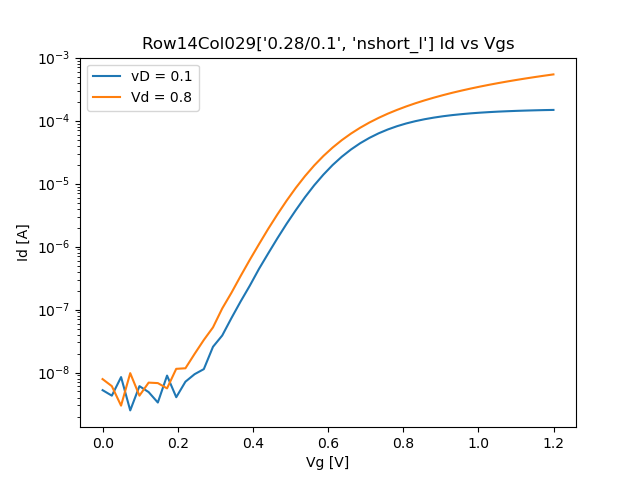 Row14Col029['0.28/0.1', 'nshort_l'] Id vs Vgs
vD = 0.1
Vd = 0.8
Id [A]
10⁻³
10⁻⁴
10⁻⁵
10⁻⁶
10⁻⁷
10⁻⁸
0.0 0.2 0.4 0.6 0.8 1.0 1.2
Vg [V]